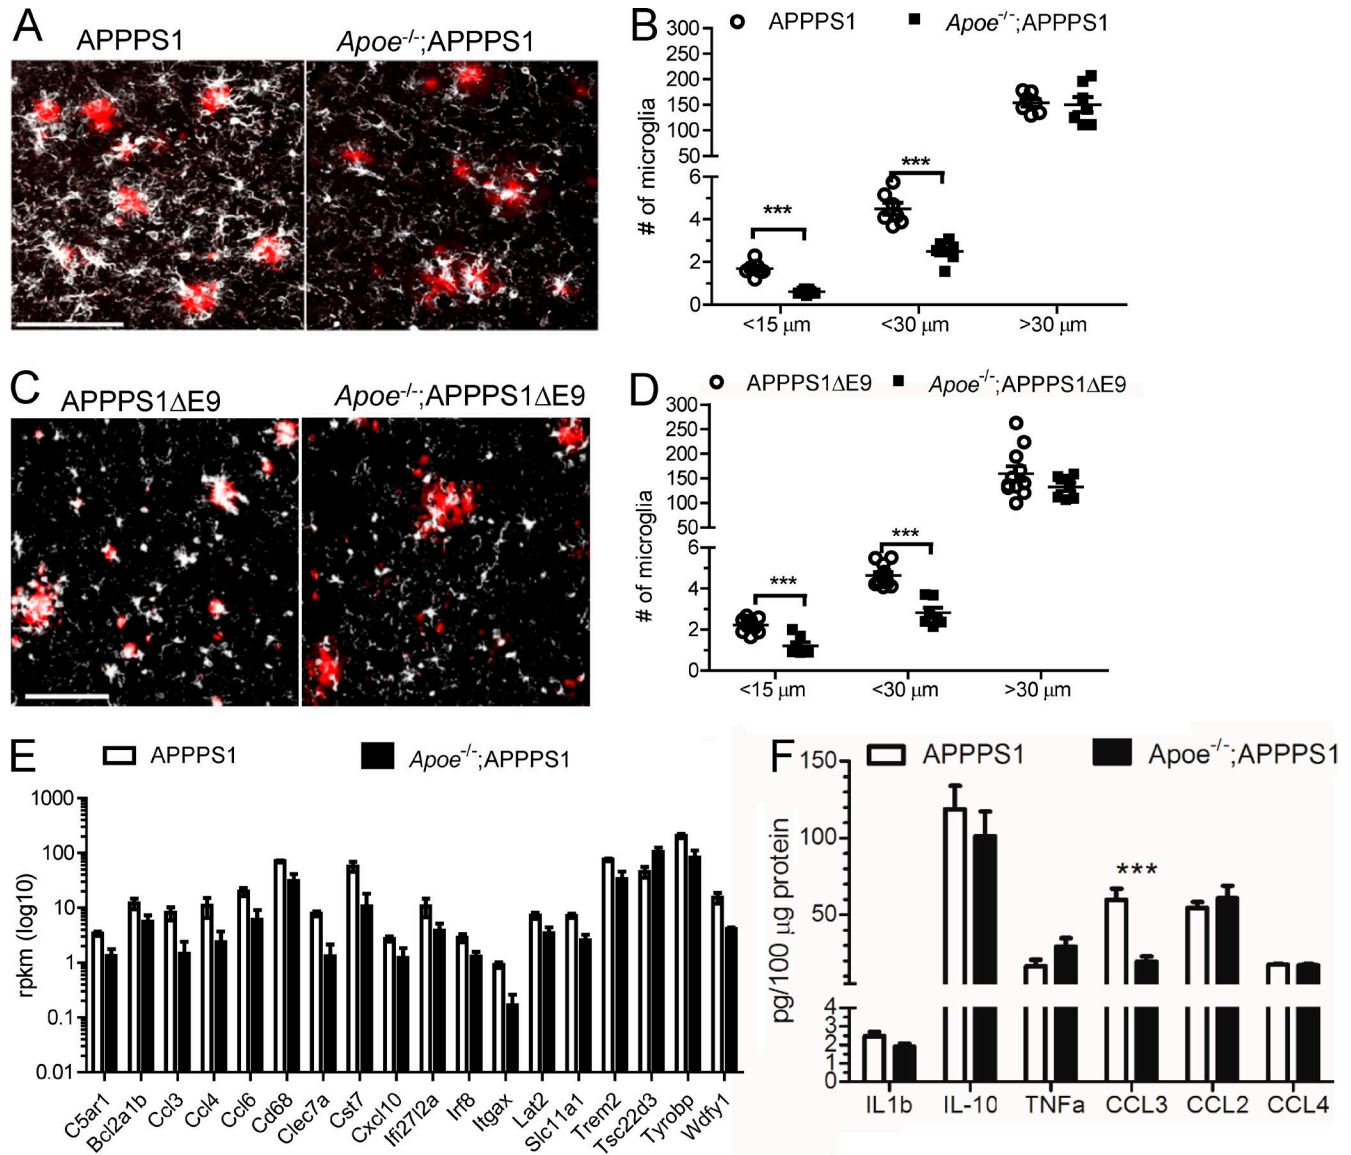 A
APPPS1
Apoe-/-;APPPS1
B
APPPS1
Apoe-/-;APPPS1
300
250
200
150
100
50
6
4
2
0
# of microglia
***
***
<15 μm
<30 μm
>30 μm
C
APPPS1ΔE9
Apoe-/-;APPPS1ΔE9
D
APPPS1ΔE9
Apoe-/-;APPPS1ΔE9
300
250
200
150
100
50
6
4
2
0
# of microglia
***
***
<15 μm
<30 μm
>30 μm
E
APPPS1
Apoe-/-;APPPS1
1000
100
10
1
0.1
0.01
rpkm (log10)
C5ar1
Bcl2a1b
Ccl3
Ccl4
Ccl6
Cd68
Clec7a
Cst7
Cxcl10
Ifi27l2a
Irf8
Itgax
Lat2
Slc11a1
Trem2
Tsc22d3
Tyrobp
Wdfy1
F
APPPS1
Apoe-/-;APPPS1
150
100
50
4
3
2
1
0
pg/100 μg protein
***
IL1b
IL-10
TNFa
CCL3
CCL2
CCL4